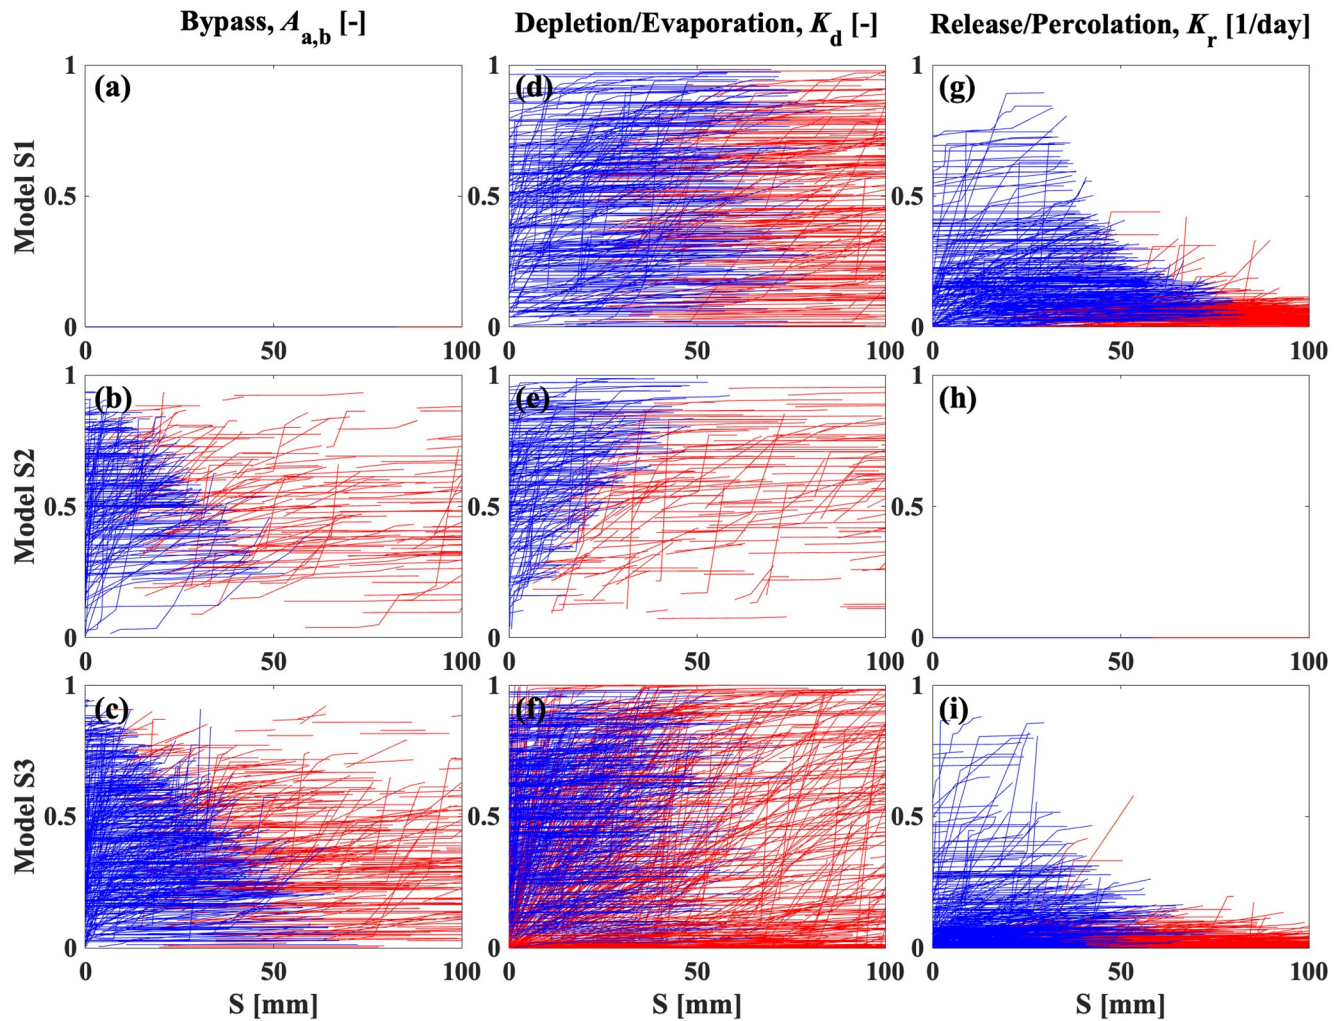 Bypass, A a,b [-] Depletion/Evaporation, K d [-] Release/Percolation, K r [1/day]
Model S1
1 (a) 0.5 0 0 50 100
1 (d) 0.5 0 0 50 100
1 (g) 0.5 0 0 50 100
Model S2
1 (b) 0.5 0 0 50 100
1 (e) 0.5 0 0 50 100
1 (h) 0.5 0 0 50 100
Model S3
1 (c) 0.5 0 0 50 100
1 (f) 0.5 0 0 50 100
1 (i) 0.5 0 0 50 100
S [mm] S [mm] S [mm]